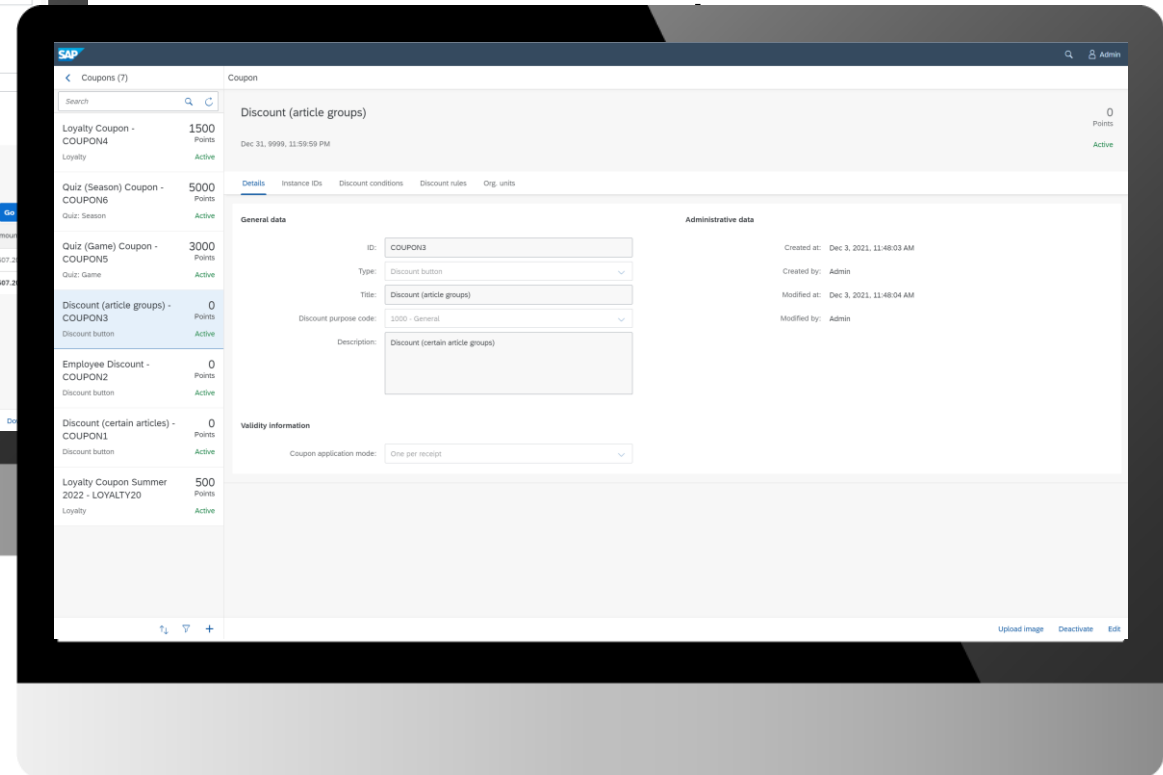 SAP
Admin
Coupons (7)
Coupon
Search
Loyalty Coupon -
COUPON4
1500
Points
Loyalty
Active
Quiz (Season) Coupon -
COUPON6
5000
Points
Quiz: Season
Active
Quiz (Game) Coupon -
COUPON5
3000
Points
Quiz: Game
Active
Discount (article groups) -
COUPON3
0
Points
Discount button
Active
Employee Discount -
COUPON2
0
Points
Discount button
Active
Discount (certain articles) -
COUPON1
0
Points
Discount button
Active
Loyalty Coupon Summer
2022 - LOYALTY20
500
Points
Loyalty
Active
Discount (article groups)
0
Points
Dec 31, 9999, 11:59:59 PM
Active
Details Instance IDs Discount conditions Discount rules Org. units
General data
ID: COUPON3
Type: Discount button
Title: Discount (article groups)
Discount purpose code: 1000 - General
Description: Discount (certain article groups)
Validity information
Coupon application mode: One per receipt
Administrative data
Created at: Dec 3, 2021, 11:48:03 AM
Created by: Admin
Modified at: Dec 3, 2021, 11:48:04 AM
Modified by: Admin
Upload image Deactivate Edit
Go